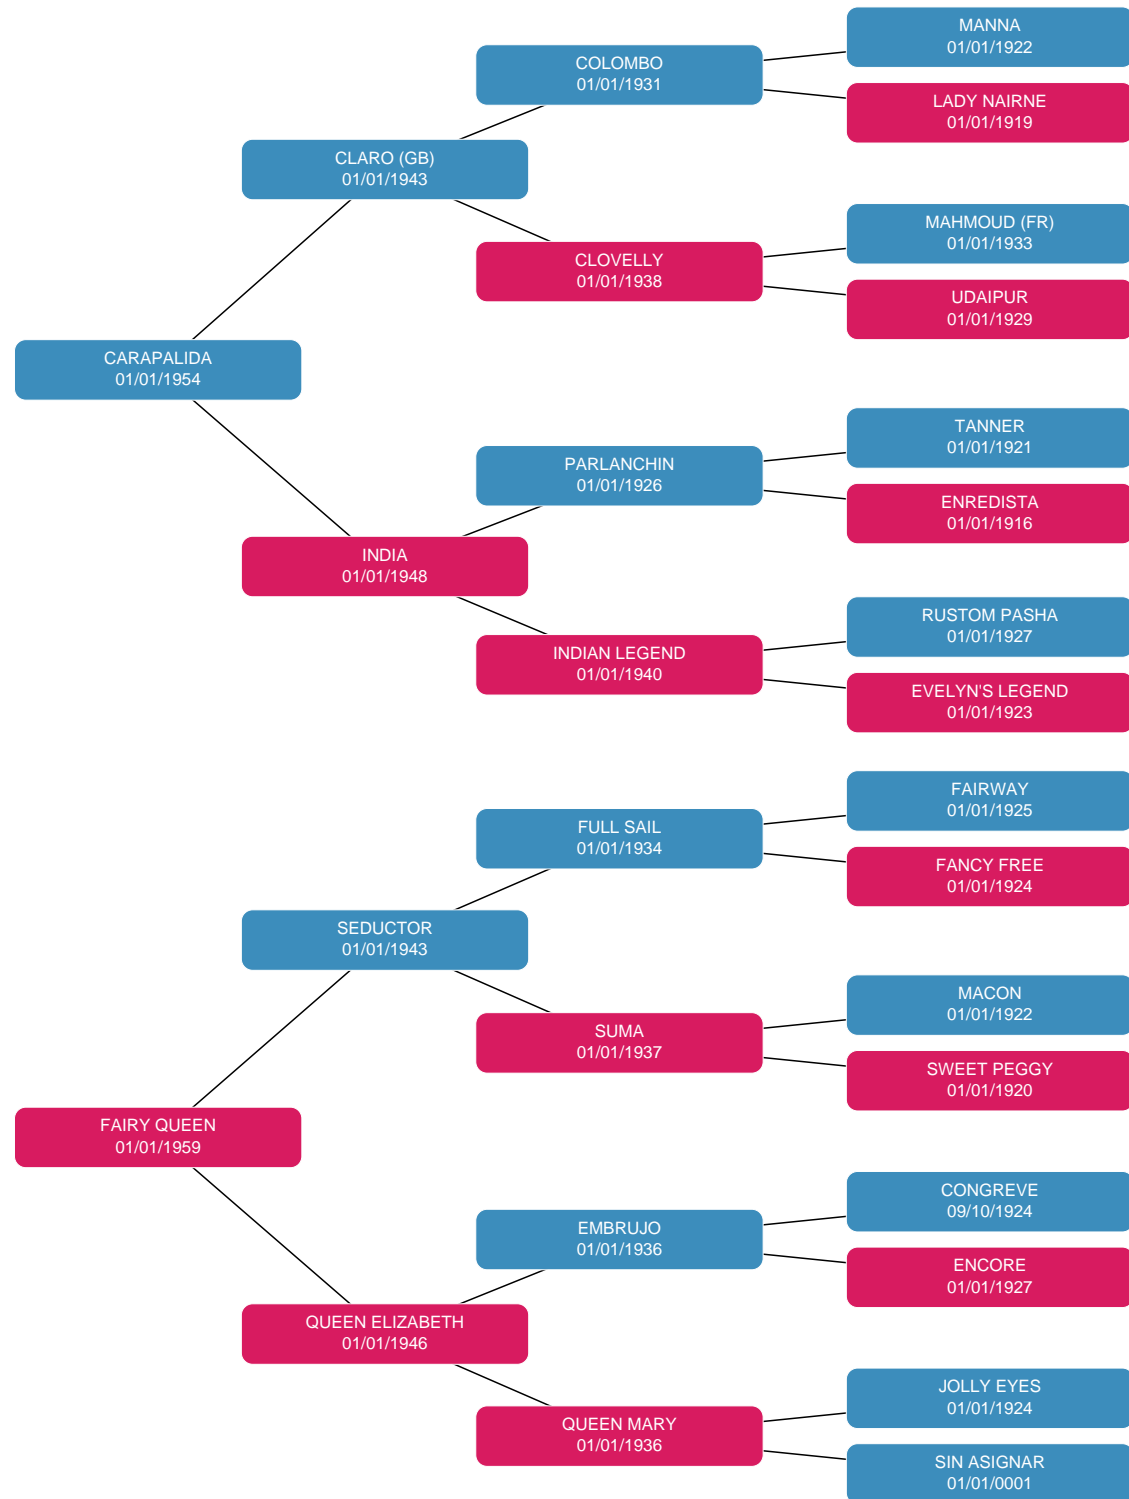 MANNA
01/01/1922
COLOMBO
01/01/1931
LADY NAIRNE
01/01/1919
CLARO (GB)
01/01/1943
MAHMOUD (FR)
01/01/1933
CLOVELLY
01/01/1938
UDAIPUR
01/01/1929
CARAPALIDA
01/01/1954
TANNER
01/01/1921
PARLANCHIN
01/01/1926
ENREDISTA
01/01/1916
INDIA
01/01/1948
RUSTOM PASHA
01/01/1927
INDIAN LEGEND
01/01/1940
EVELYN'S LEGEND
01/01/1923
FAIRWAY
01/01/1925
FULL SAIL
01/01/1934
FANCY FREE
01/01/1924
SEDUCTOR
01/01/1943
MACON
01/01/1922
SUMA
01/01/1937
SWEET PEGGY
01/01/1920
FAIRY QUEEN
01/01/1959
CONGREVE
09/10/1924
EMBRUJO
01/01/1936
ENCORE
01/01/1927
QUEEN ELIZABETH
01/01/1946
JOLLY EYES
01/01/1924
QUEEN MARY
01/01/1936
SIN ASIGNAR
01/01/0001